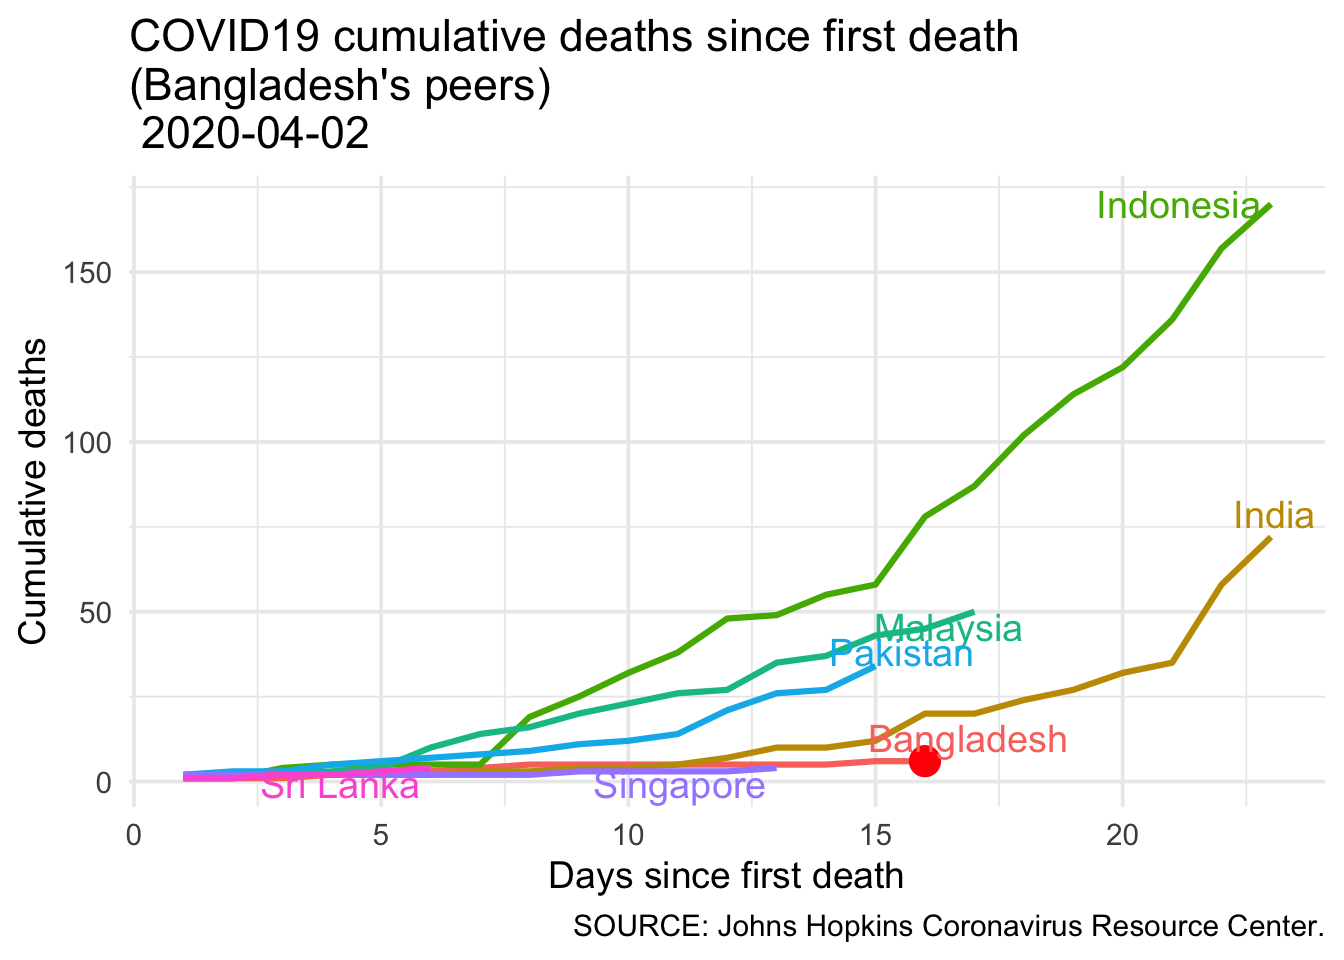 COVID19 cumulative deaths since first death
(Bangladesh's peers)
2020-04-02
Cumulative deaths
150
100
50
0
Indonesia
India
Malaysia
Pakistan
Bangladesh
Sri Lanka
Singapore
0
5
10
15
20
Days since first death
SOURCE: Johns Hopkins Coronavirus Resource Center.